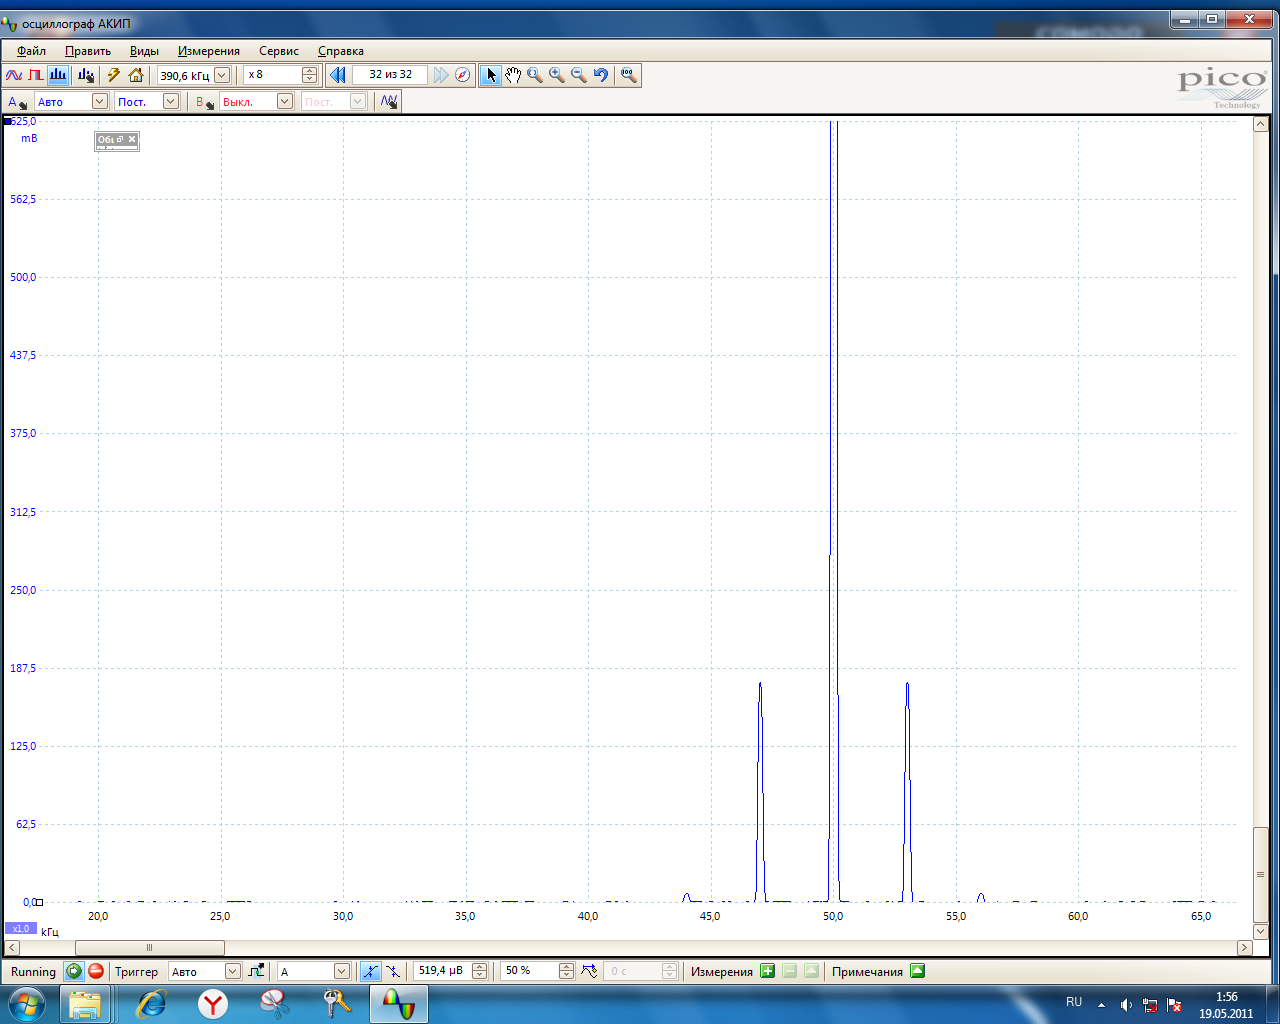 осциллограф АКИП
Файл Править Виды Измерения Сервис Справка
390,6 кГц x 8 32 из 32
pico
Technology
A Авто Пост. B Выкл. Пост.
625,0
мВ
562,5
500,0
437,5
375,0
312,5
250,0
187,5
125,0
62,5
0,0
20,0 25,0 30,0 35,0 40,0 45,0 50,0 55,0 60,0 65,0
x1,0 кГц
Running Триггер Авто A 519,4 µВ 50 % 0 с Измерения Примечания
RU 1:56
19.05.2011